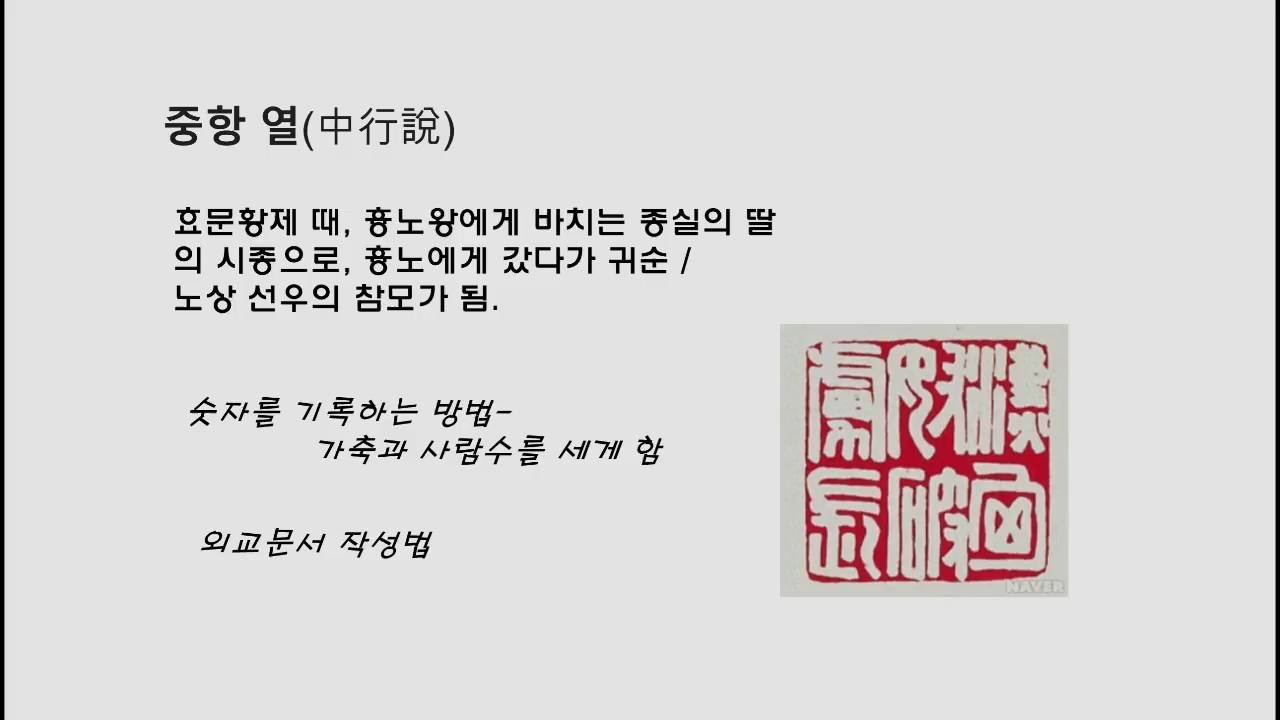 중항 열(中行說)
효문황제 때, 흉노왕에게 바치는 종실의 딸
의 시종으로, 흉노에게 갔다가 귀순 /
노상 선우의 참모가 됨.
숫자를 기록하는 방법-
가축과 사람수를 세게 함
외교문서 작성법
NAVER